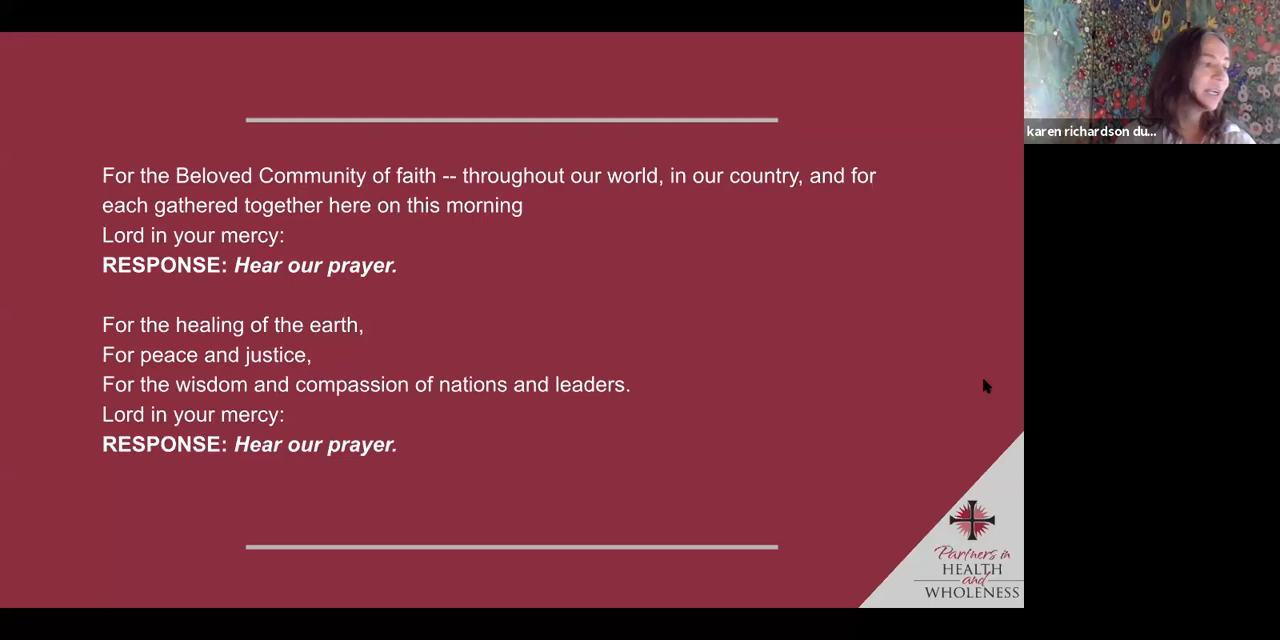 For the Beloved Community of faith -- throughout our world, in our country, and for
each gathered together here on this morning
Lord in your mercy:
RESPONSE: Hear our prayer.
For the healing of the earth,
For peace and justice,
For the wisdom and compassion of nations and leaders.
Lord in your mercy:
RESPONSE: Hear our prayer.
karen richardson du...
Partners in
HEALTH
and
WHOLENESS